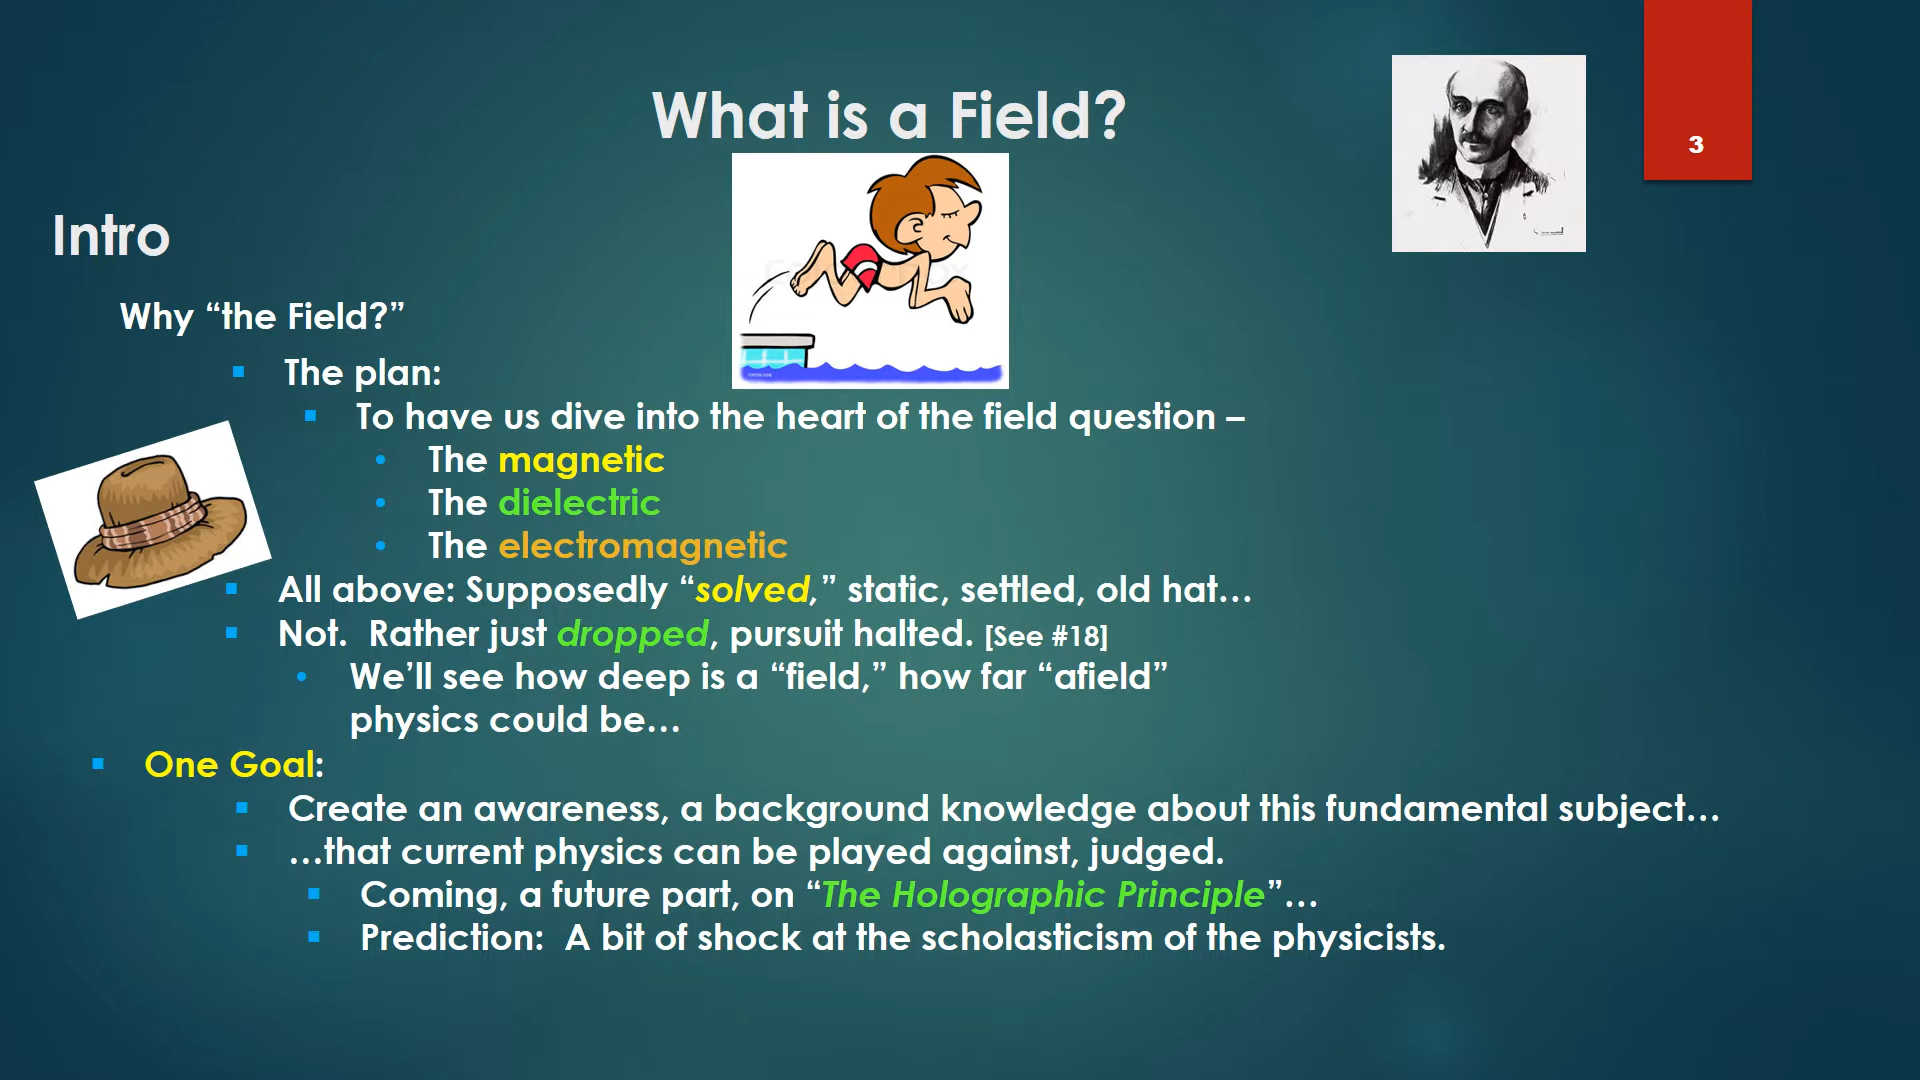 What is a Field?
3
Intro
Why “the Field?”
The plan:
To have us dive into the heart of the field question –
The magnetic
The dielectric
The electromagnetic
All above: Supposedly “solved,” static, settled, old hat…
Not.  Rather just dropped, pursuit halted. [See #18]
We’ll see how deep is a “field,” how far “afield”
physics could be…
One Goal:
Create an awareness, a background knowledge about this fundamental subject…
…that current physics can be played against, judged.
Coming, a future part, on “The Holographic Principle”…
Prediction:  A bit of shock at the scholasticism of the physicists.